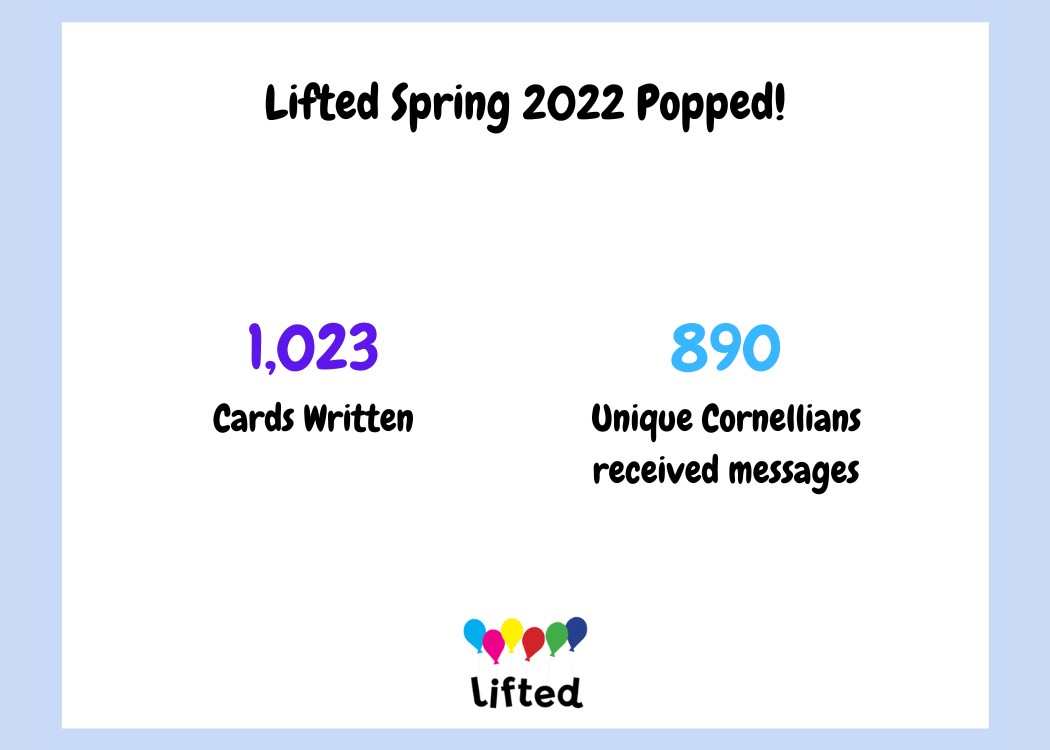 Lifted Spring 2022 Popped!
1,023
Cards Written
890
Unique Cornellians
received messages
Lifted